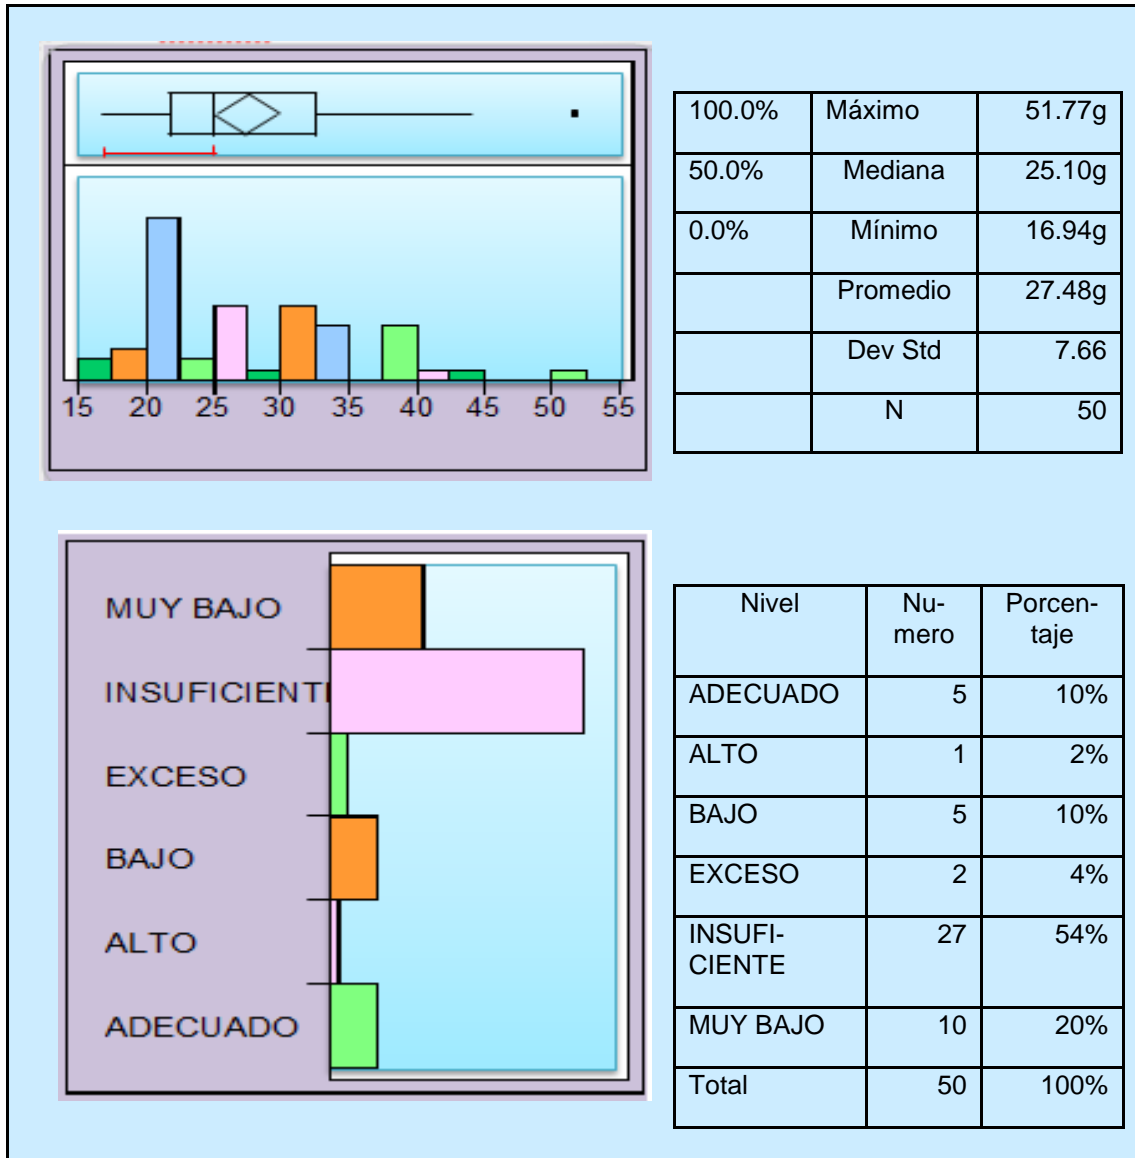 100.0% Máximo 51.77g
50.0% Mediana 25.10g
0.0% Mínimo 16.94g
Promedio 27.48g
Dev Std 7.66
N 50
15 20 25 30 35 40 45 50 55
MUY BAJO
INSUFICIENT
EXCESO
BAJO
ALTO
ADECUADO
Nivel Nu- Porcen-
mero taje
ADECUADO 5 10%
ALTO 1 2%
BAJO 5 10%
EXCESO 2 4%
INSUFI- 27 54%
CIENTE
MUY BAJO 10 20%
Total 50 100%